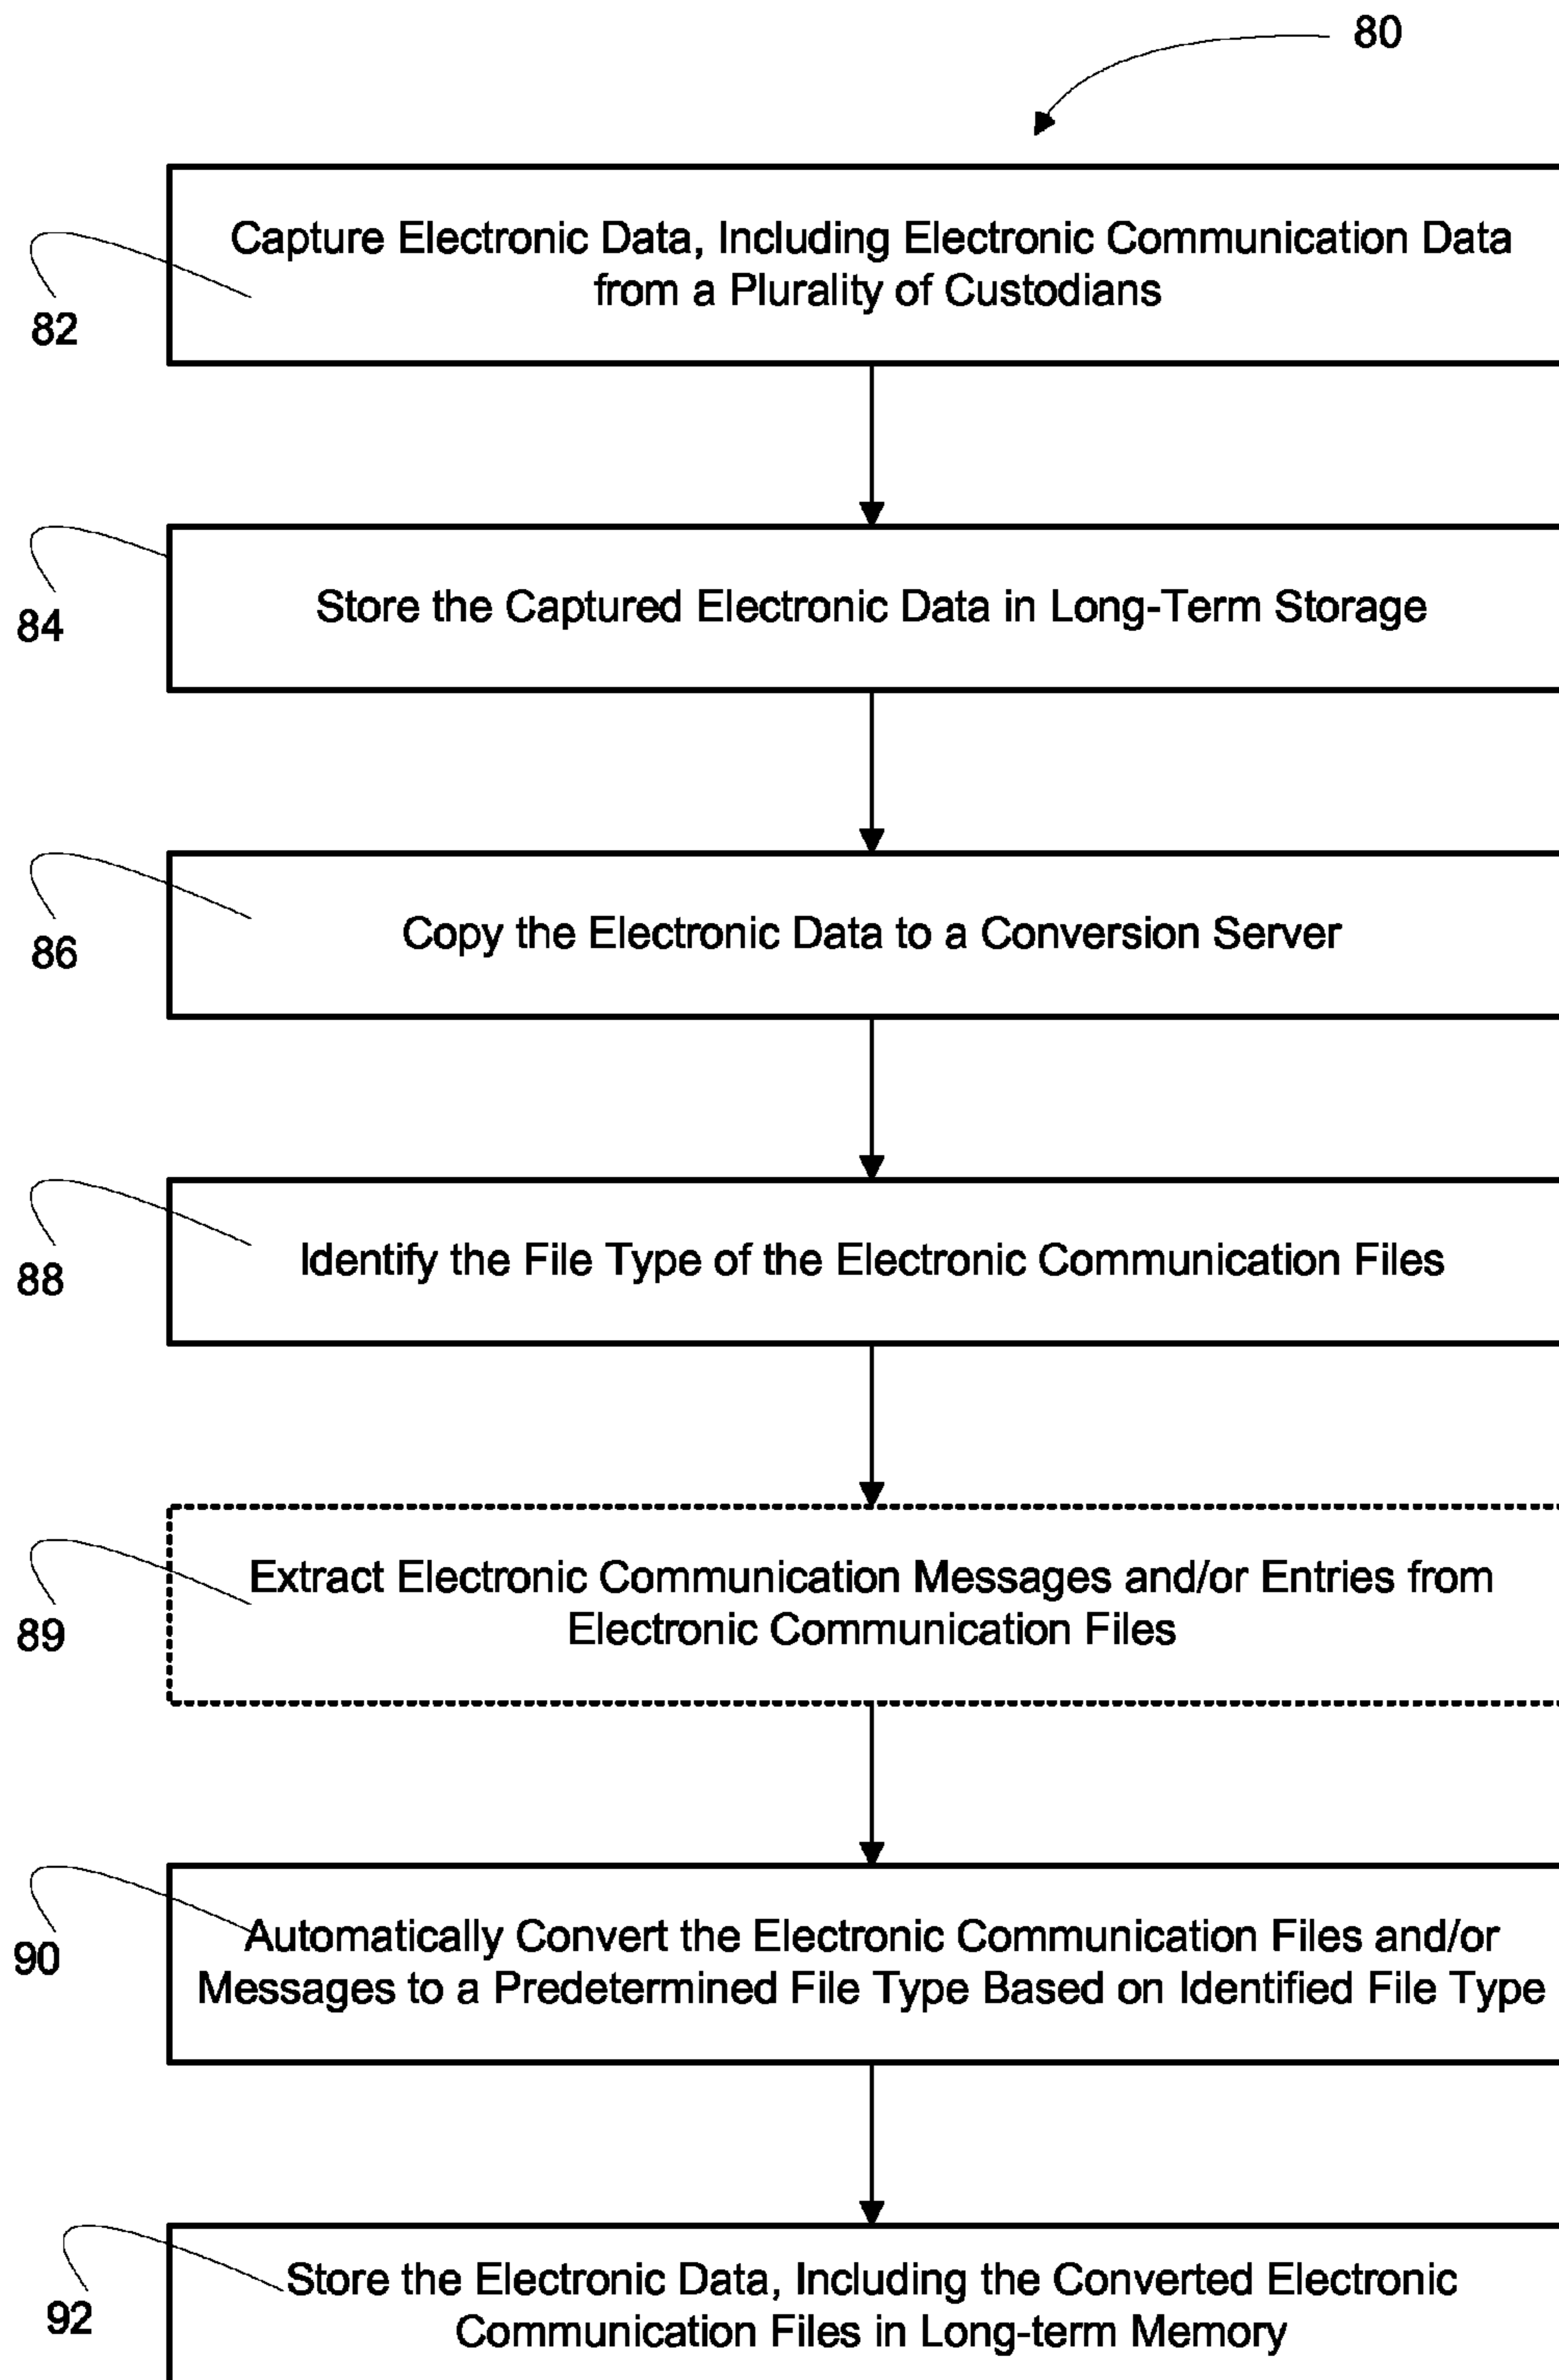 80
Capture Electronic Data, Including Electronic Communication Data
from a Plurality of Custodians
82
Store the Captured Electronic Data in Long-Term Storage
84
Copy the Electronic Data to a Conversion Server
86
Identify the File Type of the Electronic Communication Files
88
Extract Electronic Communication Messages and/or Entries from
Electronic Communication Files
89
Automatically Convert the Electronic Communication Files and/or
Messages to a Predetermined File Type Based on Identified File Type
90
Store the Electronic Data, Including the Converted Electronic
Communication Files in Long-term Memory
92